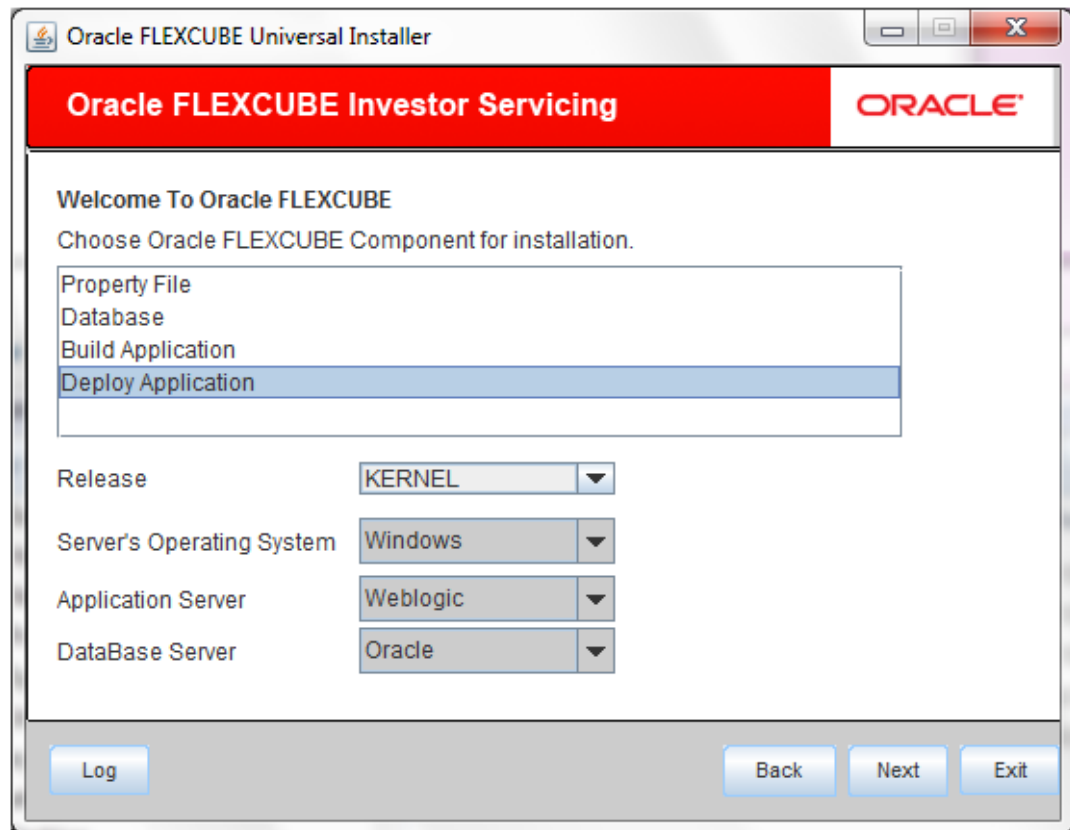 Oracle FLEXCUBE Universal Installer
Oracle FLEXCUBE Investor Servicing
ORACLE
Welcome To Oracle FLEXCUBE
Choose Oracle FLEXCUBE Component for installation.
Property File
Database
Build Application
Deploy Application
Release KERNEL
Server's Operating System Windows
Application Server Weblogic
DataBase Server Oracle
Log Back Next Exit